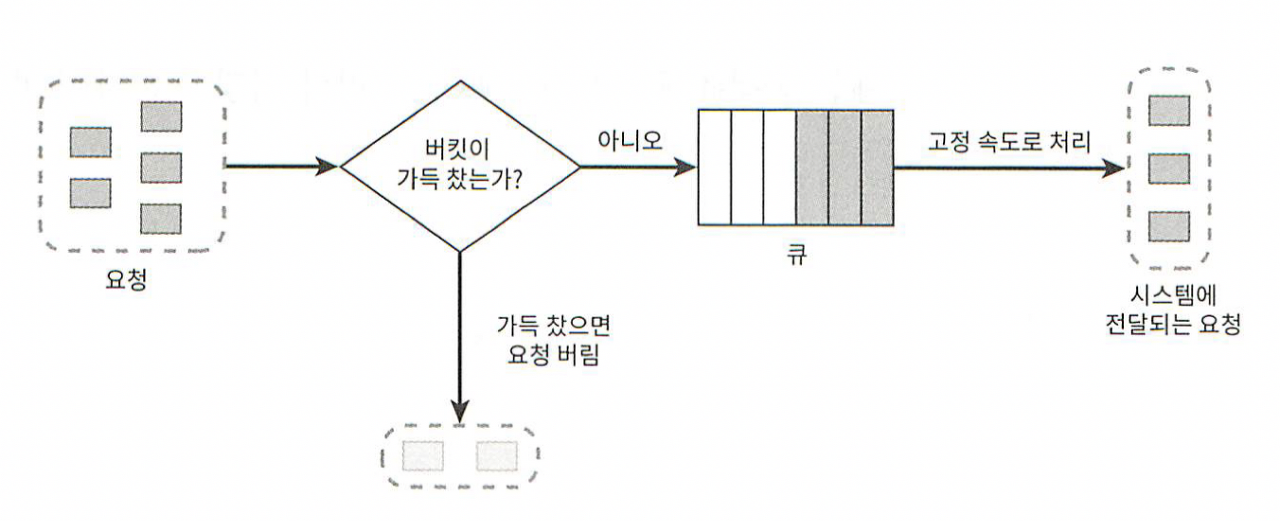 버킷이
가득 찼는가?
아니오
고정 속도로 처리
요청
큐
시스템에
전달되는 요청
가득 찼으면
요청 버림